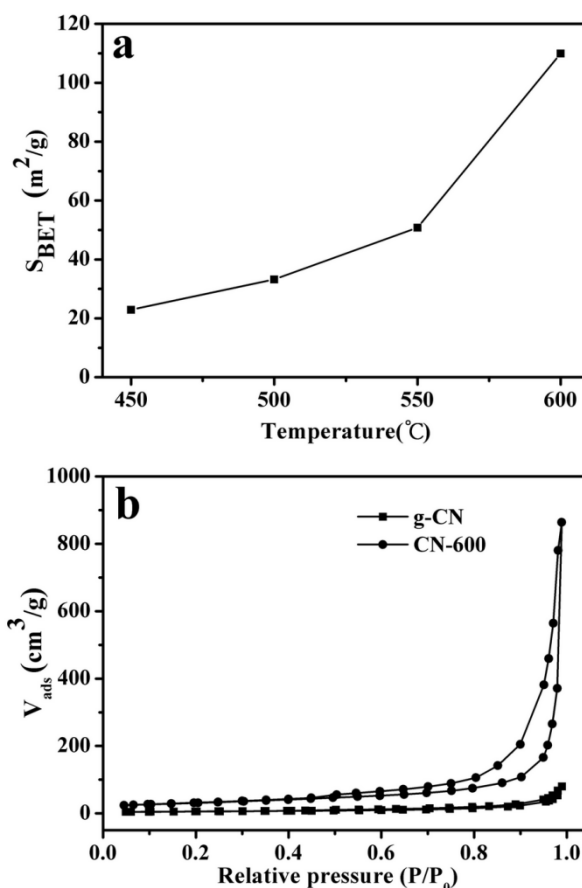 a
120
100
80
60
40
20
0
S_BET (m²/g)
450 500 550 600
Temperature(℃)
b
1000
800
600
400
200
0
V_ads (cm³/g)
g-CN
CN-600
0.0 0.2 0.4 0.6 0.8 1.0
Relative pressure (P/P₀)